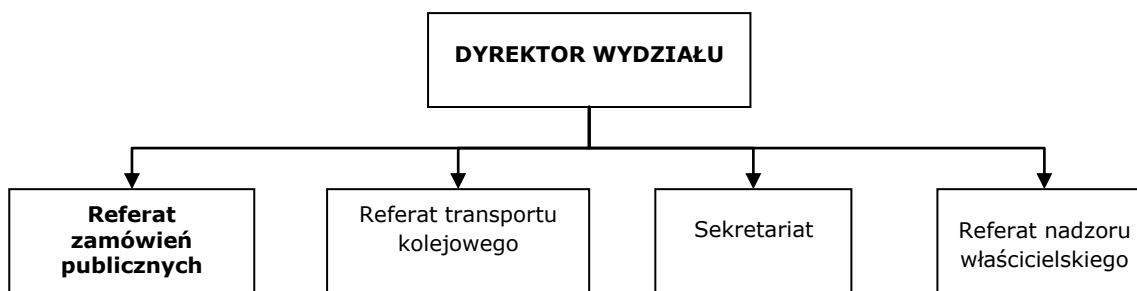 DYREKTOR WYDZIAŁU
Referat
zamówień
publicznych
Referat transportu
kolejowego
Sekretariat
Referat nadzoru
właścicielskiego